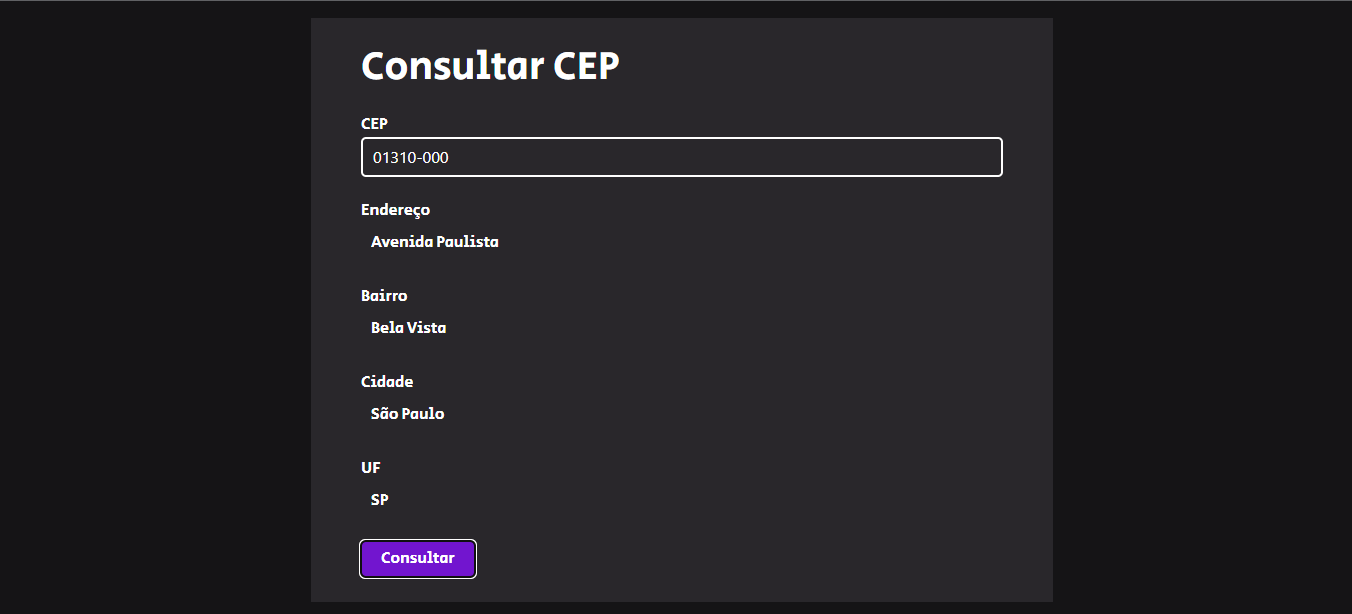 Consultar CEP
CEP
01310-000
Endereço
Avenida Paulista
Bairro
Bela Vista
Cidade
São Paulo
UF
SP
Consultar